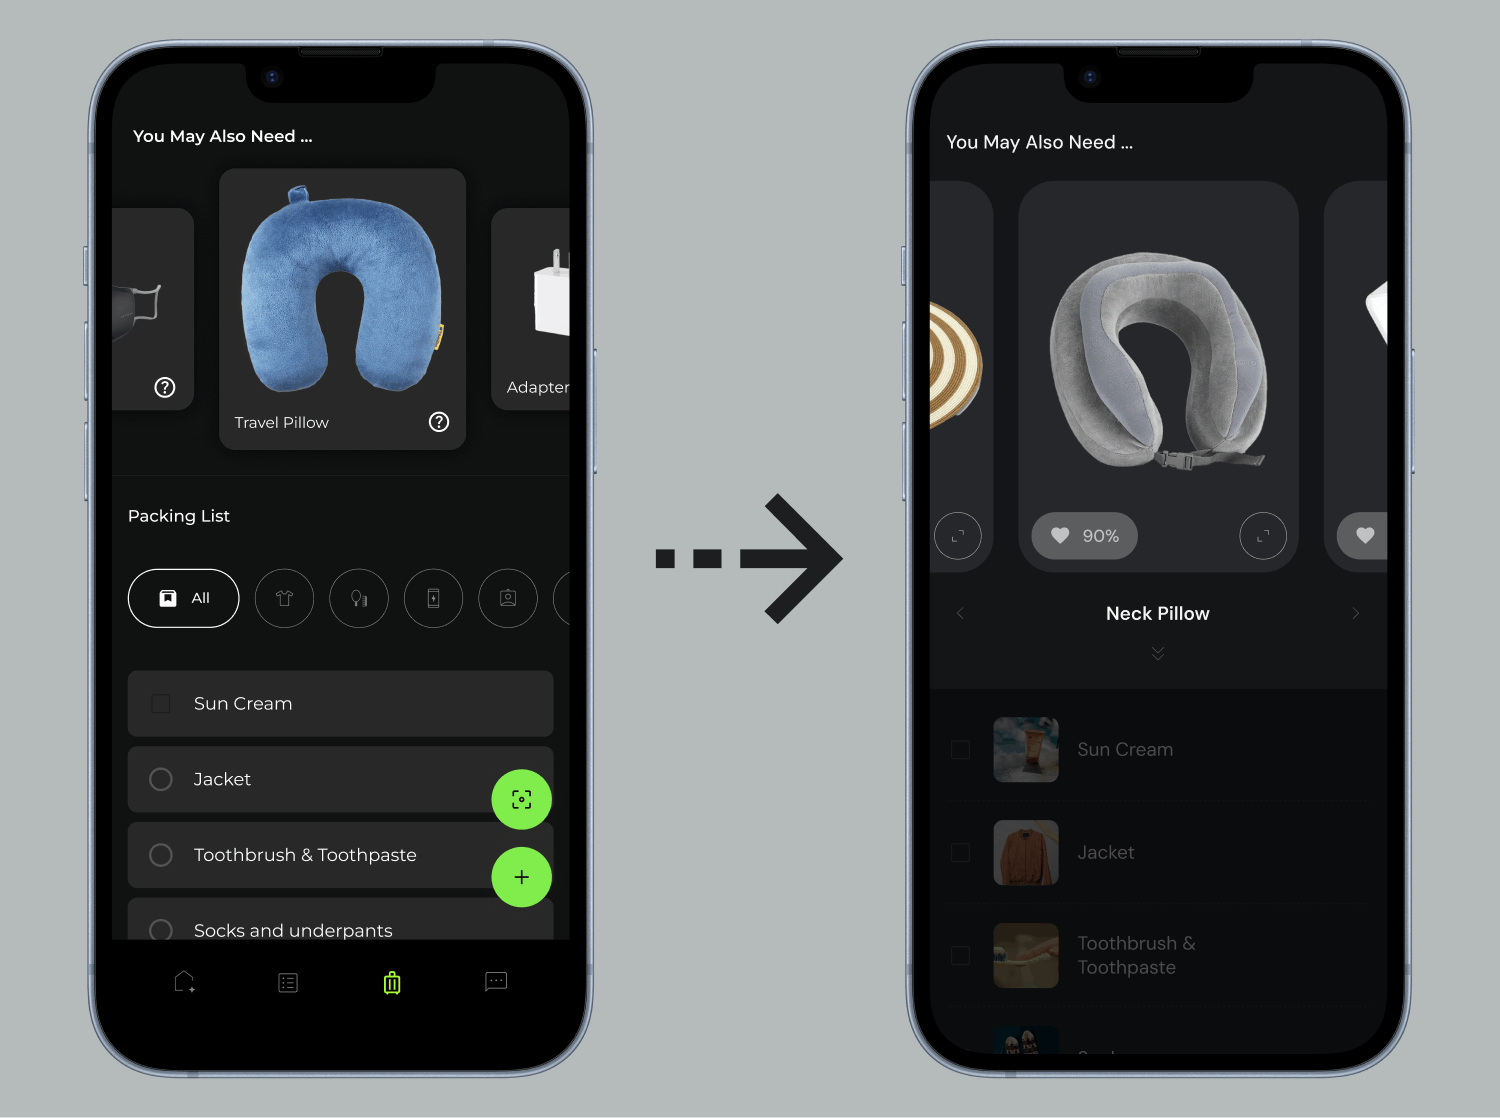 You May Also Need ...
Adapter
Travel Pillow
Packing List
All
Sun Cream
Jacket
Toothbrush & Toothpaste
Socks and underpants
You May Also Need ...
90%
Neck Pillow
Sun Cream
Jacket
Toothbrush &
Toothpaste